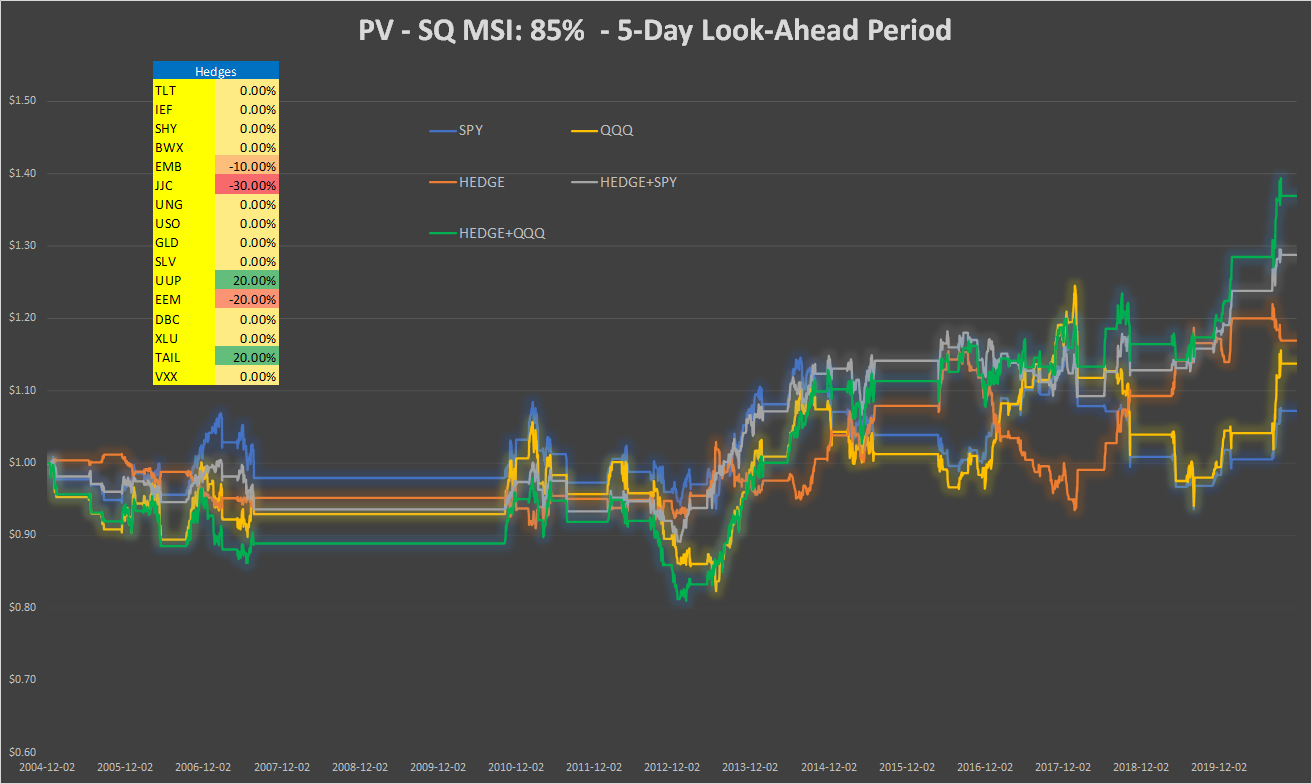 PV - SQ MSI: 85%  - 5-Day Look-Ahead Period
Hedges
TLT 0.00%
IEF 0.00%
SHY 0.00%
BWX 0.00%
EMB -10.00%
JJC -30.00%
UNG 0.00%
USO 0.00%
GLD 0.00%
SLV 0.00%
UUP 20.00%
EEM -20.00%
DBC 0.00%
XLU 0.00%
TAIL 20.00%
VXX 0.00%
SPY QQQ
HEDGE HEDGE+SPY
HEDGE+QQQ
$1.50
$1.40
$1.30
$1.20
$1.10
$1.00
$0.90
$0.80
$0.70
$0.60
2004-12-02 2005-12-02 2006-12-02 2007-12-02 2008-12-02 2009-12-02 2010-12-02 2011-12-02 2012-12-02 2013-12-02 2014-12-02 2015-12-02 2016-12-02 2017-12-02 2018-12-02 2019-12-02